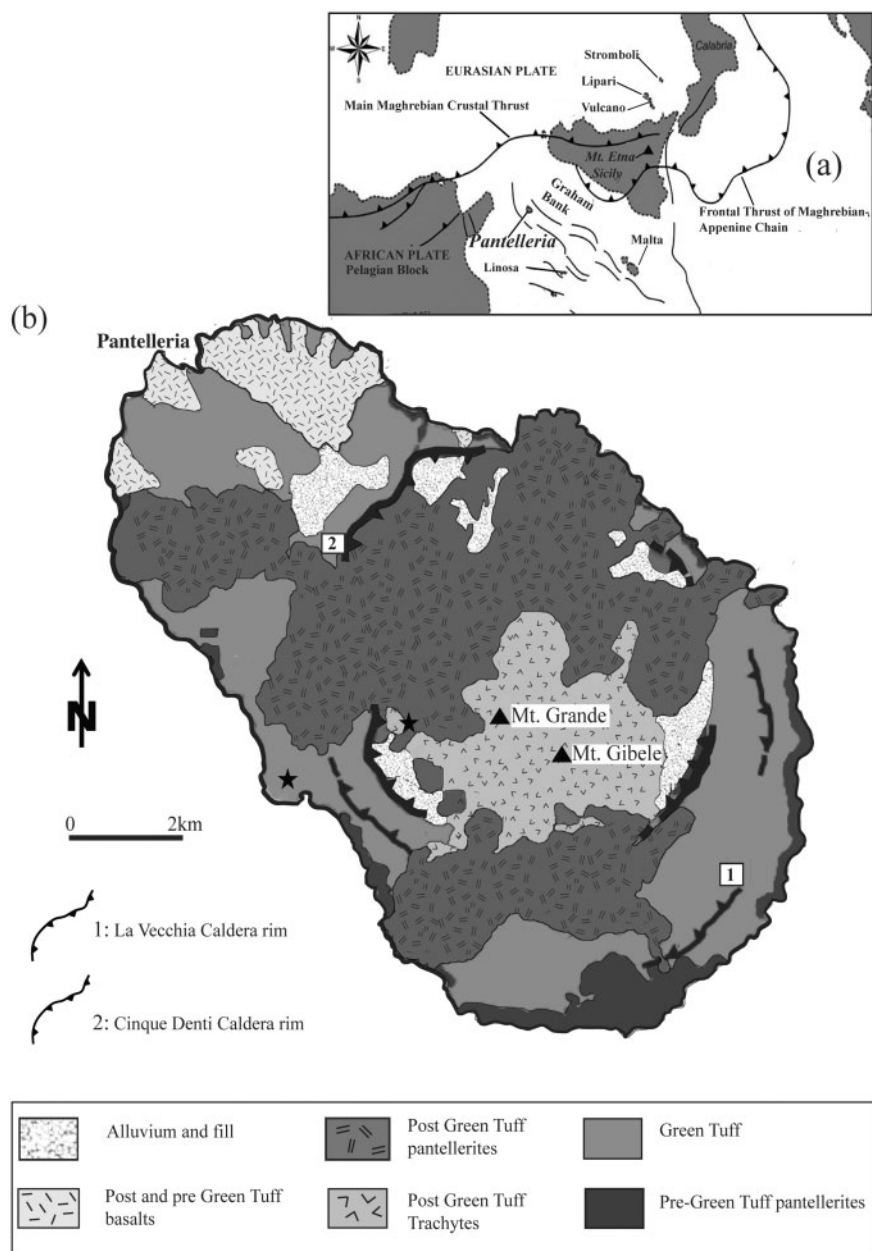 N
W
E
S
EURASIAN PLATE
Stromboli
Lipari
Vulcano
Calabria
Main Maghrebian Crustal Thrust
(a)
Mt. Etna
Sicily
Graham
Bank
Pantelleria
Frontal Thrust of Maghrebian-
Appenine Chain
AFRICAN PLATE
Pelagian Block
Malta
Linosa
(b)
Pantelleria
2
N
Mt. Grande
Mt. Gibele
0 2km
1
1: La Vecchia Caldera rim
2: Cinque Denti Caldera rim
Alluvium and fill
Post Green Tuff
pantellerites
Green Tuff
Post and pre Green Tuff
basalts
Post Green Tuff
Trachytes
Pre-Green Tuff pantellerites